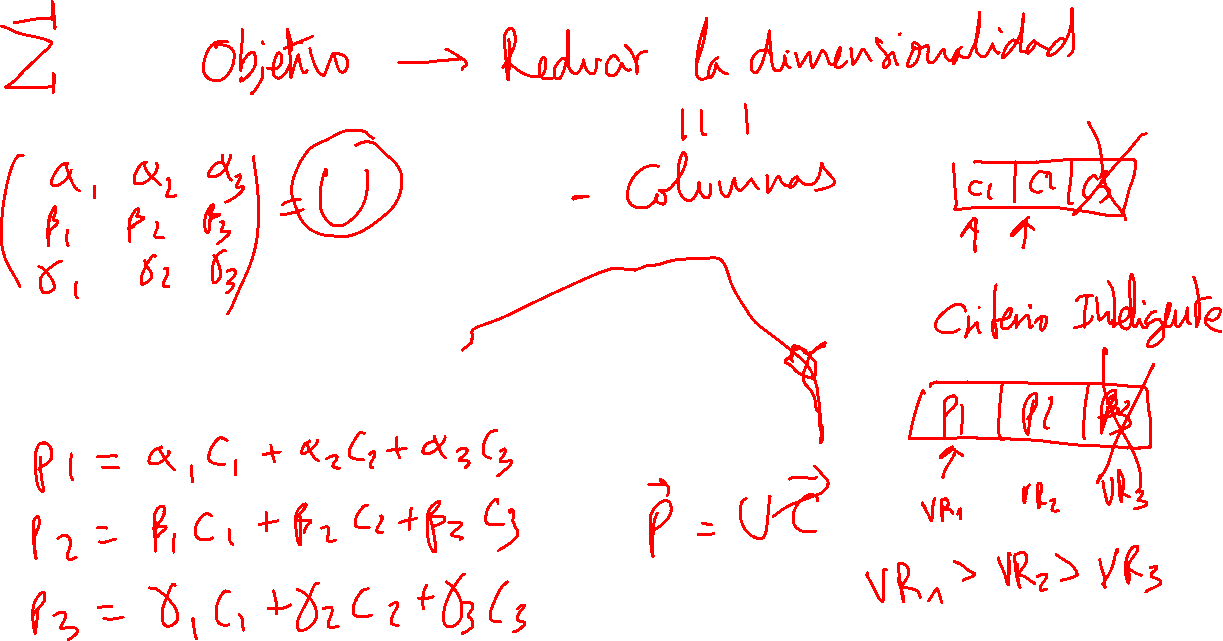 Σ Objetivo → Reducir la dimensionalidad
- Columnas
α₁ α₂ α₃
β₁ β₂ β₃ = U
γ₁ γ₂ γ₃
C1 C2
Criterio Inteligente
P1 P2 P3
VR₁ VR₂ VR₃
VR₁ > VR₂ > VR₃
P1 = α₁C₁ + α₂C₂ + α₃C₃
P2 = β₁C₁ + β₂C2 + β₂C3
P3 = γ₁C₁ + γ2C2 + γ3C3
P⃗ = UC⃗